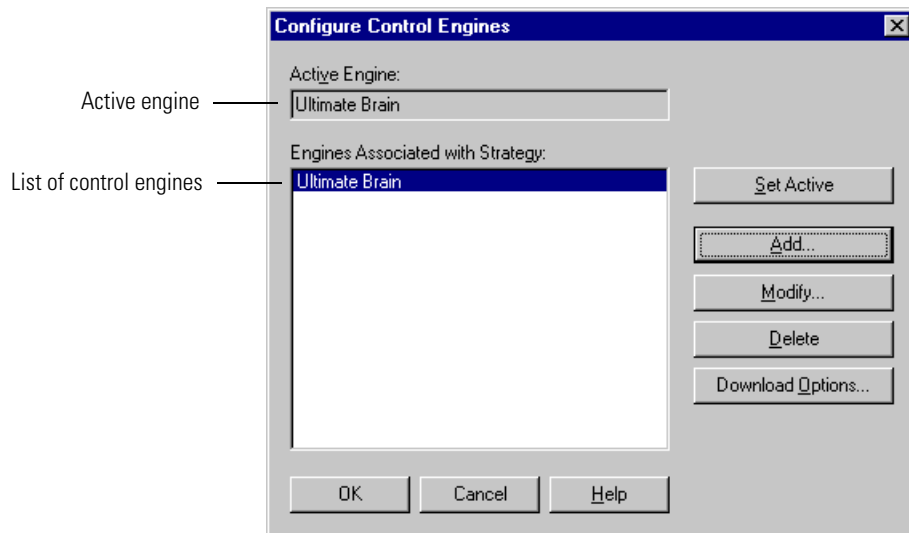 Configure Control Engines
Active Engine:
Active engine
Ultimate Brain
Engines Associated with Strategy:
List of control engines
Ultimate Brain
Set Active
Add...
Modify...
Delete
Download Options...
OK
Cancel
Help